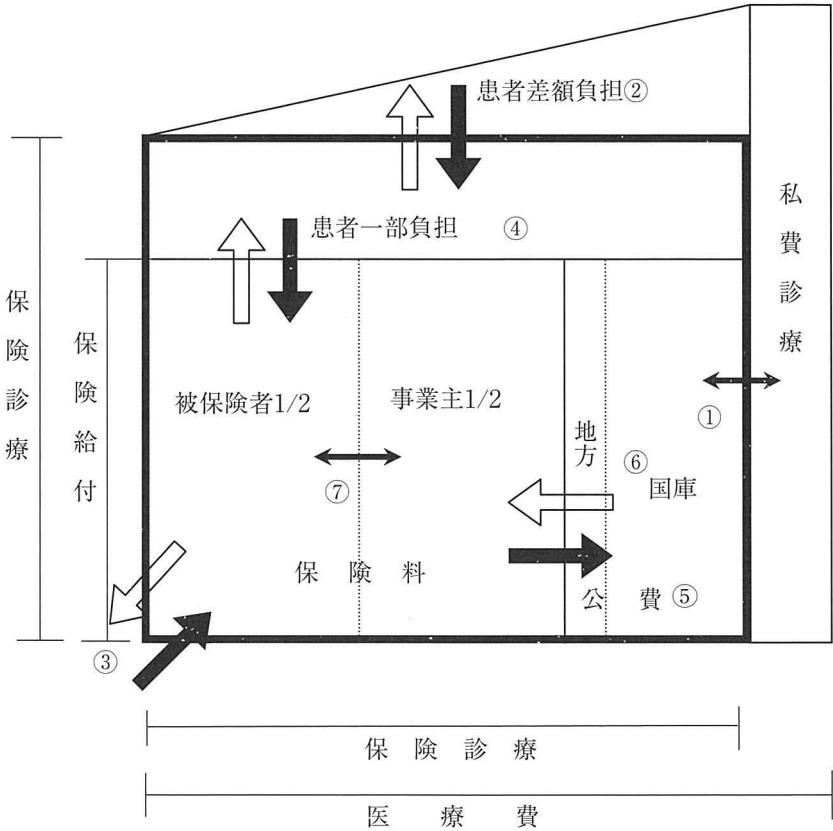 患者差額負担②
私費診療
患者一部負担 ④
保険診療
保険給付
被保険者1/2
事業主1/2
①
地方
⑥
国庫
⑦
保険料
公費⑤
③
保険診療
医療費